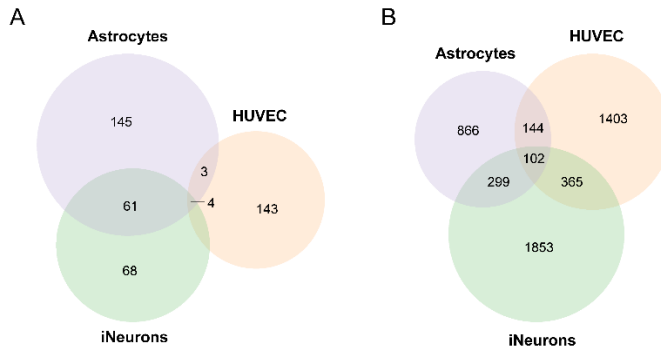 A
Astrocytes
145
HUVEC
3
61
4
143
68
iNeurons
B
HUVEC
Astrocytes
866
144
1403
102
299
365
1853
iNeurons